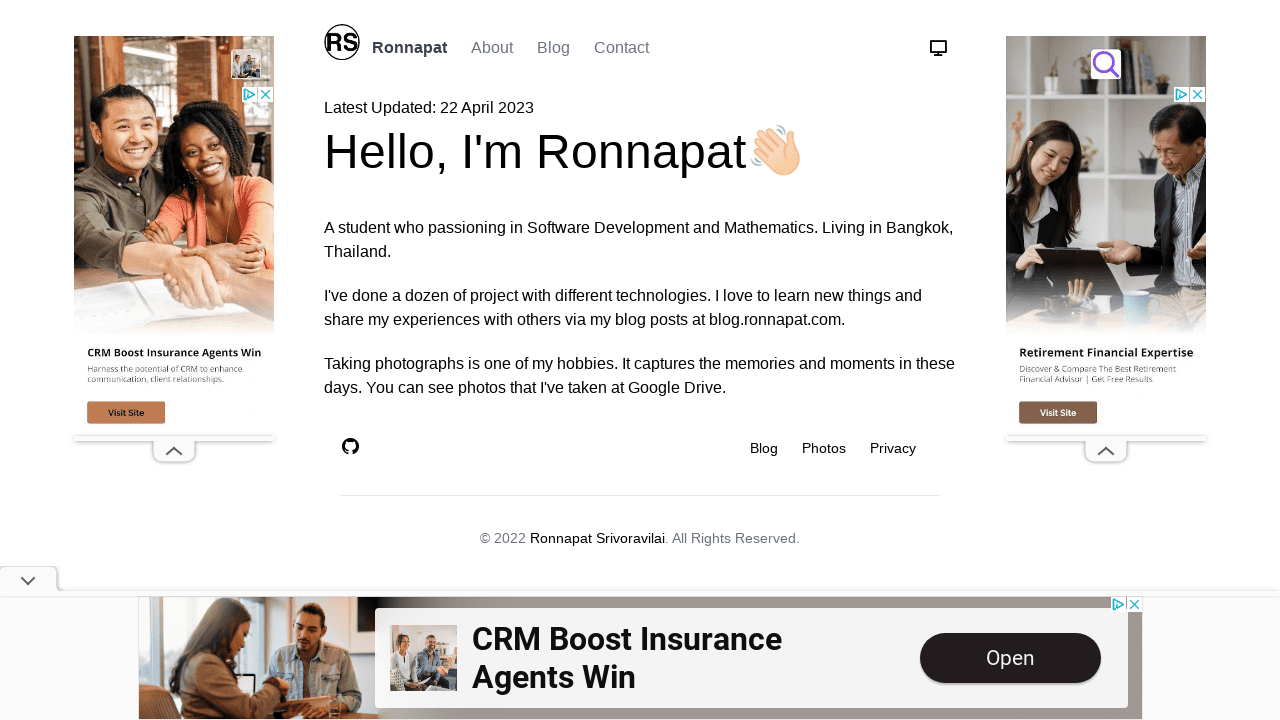 RS Ronnapat About Blog Contact
Latest Updated: 22 April 2023
Hello, I'm Ronnapat👋🏻
A student who passioning in Software Development and Mathematics. Living in Bangkok,
Thailand.
I've done a dozen of project with different technologies. I love to learn new things and
share my experiences with others via my blog posts at blog.ronnapat.com.
Taking photographs is one of my hobbies. It captures the memories and moments in these
days. You can see photos that I've taken at Google Drive.
Blog Photos Privacy
© 2022 Ronnapat Srivoravilai. All Rights Reserved.
CRM Boost Insurance Agents Win
Harness the potential of CRM to enhance
communication, client relationships.
Visit Site
Retirement Financial Expertise
Discover & Compare The Best Retirement
Financial Advisor | Get Free Results
Visit Site
CRM Boost Insurance
Agents Win
Open